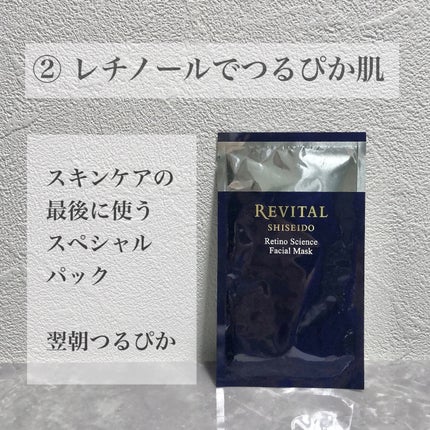 ② レチノールでつるぴか肌
スキンケアの
最後に使う
スペシャル
パック
翌朝つるぴか
REVITAL
SHISEIDO
Retino Science
Facial Mask